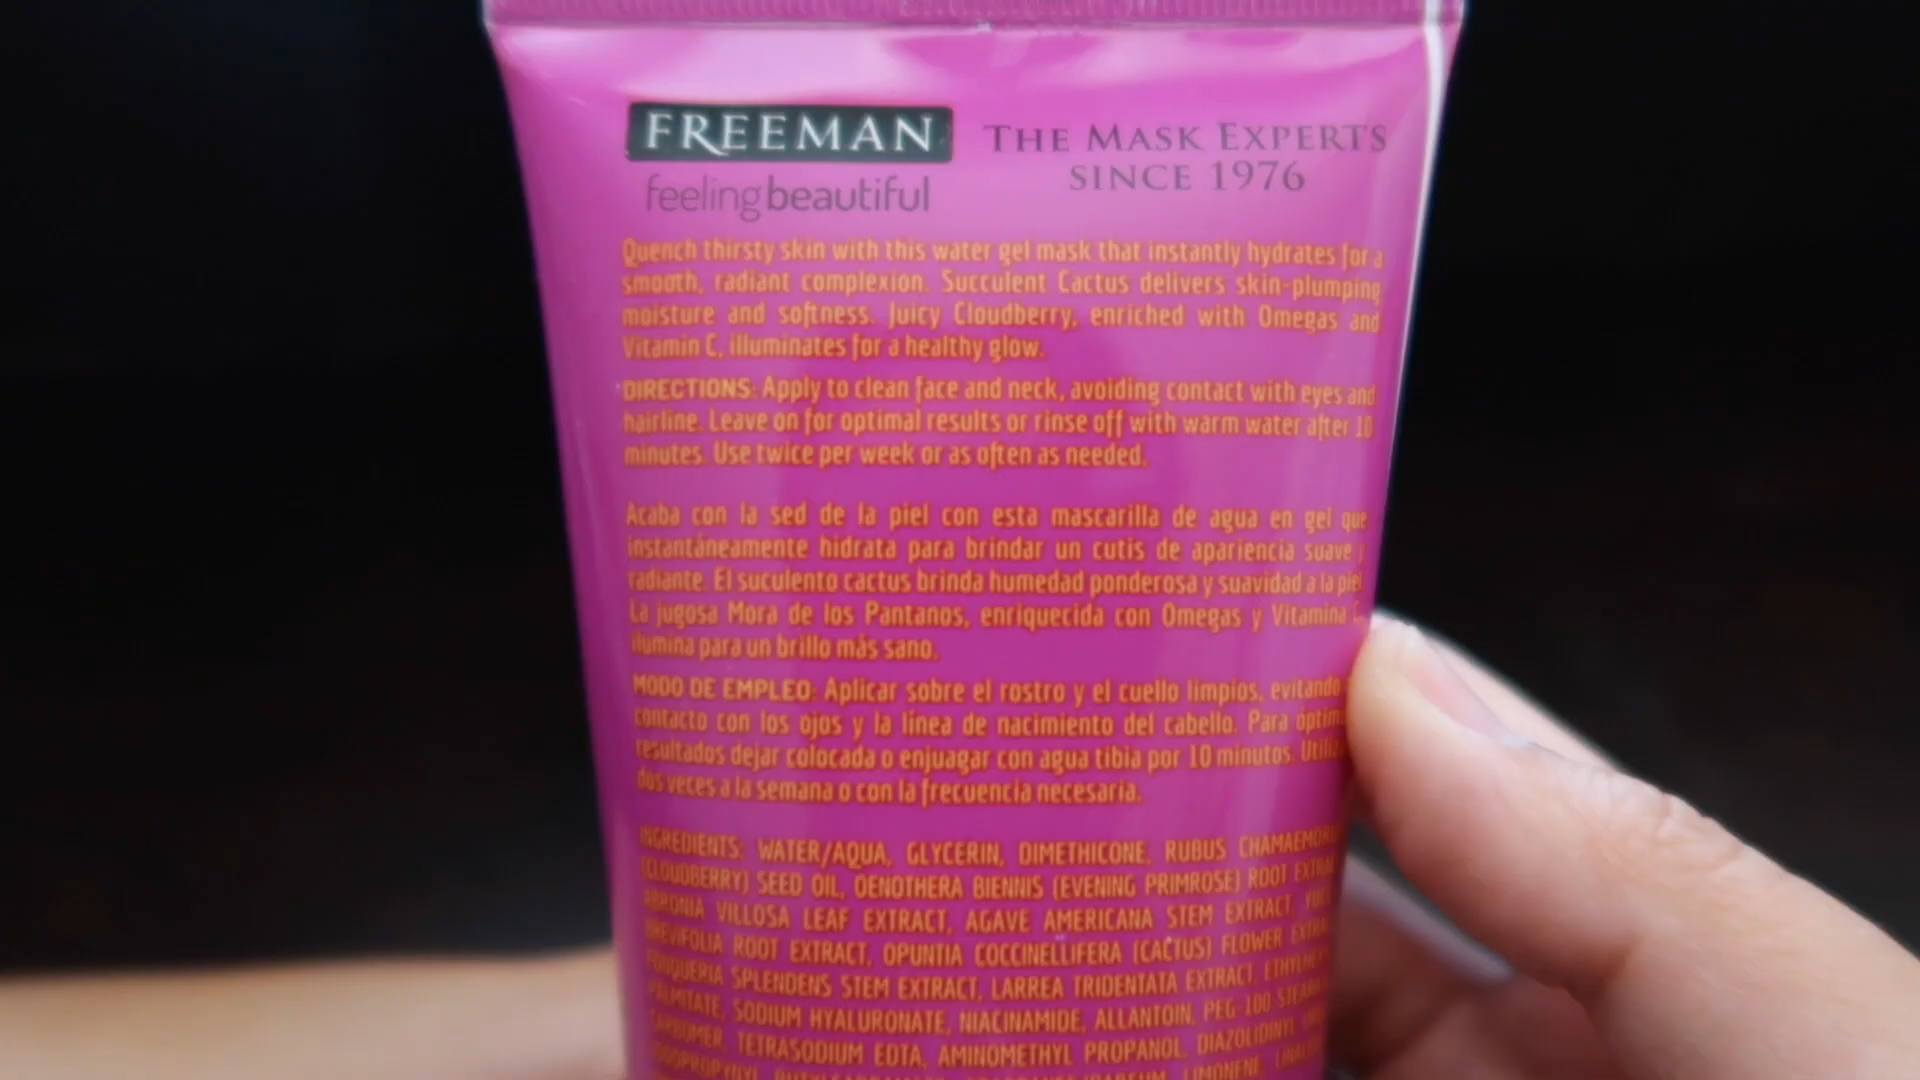 FREEMAN
feelingbeautiful
THE MASK EXPERTS
SINCE 1976
Quench thirsty skin with this water gel mask that instantly hydrates for a
smooth, radiant complexion. Succulent Cactus delivers skin-plumping
moisture and softness. Juicy Cloudberry, enriched with Omegas and
Vitamin C, illuminates for a healthy glow.
DIRECTIONS: Apply to clean face and neck, avoiding contact with eyes and
hairline. Leave on for optimal results or rinse off with warm water after 10
minutes. Use twice per week or as often as needed.
Acaba con la sed de la piel con esta mascarilla de agua en gel que
instantáneamente hidrata para brindar un cutis de apariencia suave y
radiante. El suculento cactus brinda humedad ponderosa y suavidad a la piel.
La jugosa Mora de los Pantanos, enriquecida con Omegas y Vitamina C,
ilumina para un brillo más sano.
MODO DE EMPLEO: Aplicar sobre el rostro y el cuello limpios, evitando
contacto con los ojos y la línea de nacimiento del cabello. Para
resultados dejar colocada o enjuagar con agua tibia por 10 minutos.
dos veces a la semana o con la frecuencia necesaria.
INGREDIENTS: WATER/AQUA, GLYCERIN, DIMETHICONE, RUBUS
(CLOUDBERRY) SEED OIL, OENOTHERA BIENNIS (EVENING PRIMROSE) ROOT
VILLOSA LEAF EXTRACT, AGAVE AMERICANA STEM EXTRACT,
BREVIFOLIA ROOT EXTRACT, OPUNTIA COCCINELLIFERA (CACTUS) FLOWER
SPLENDENS STEM EXTRACT, LARREA TRIDENTATA EXTRACT,
PALMITATE, SODIUM HYALURONATE, NIACINAMIDE, ALLANTOIN, PEG-100
CARBOMER, TETRASODIUM EDTA, AMINOMETHYL PROPANOL, DIAZOLIDINYL
LIMONENE,